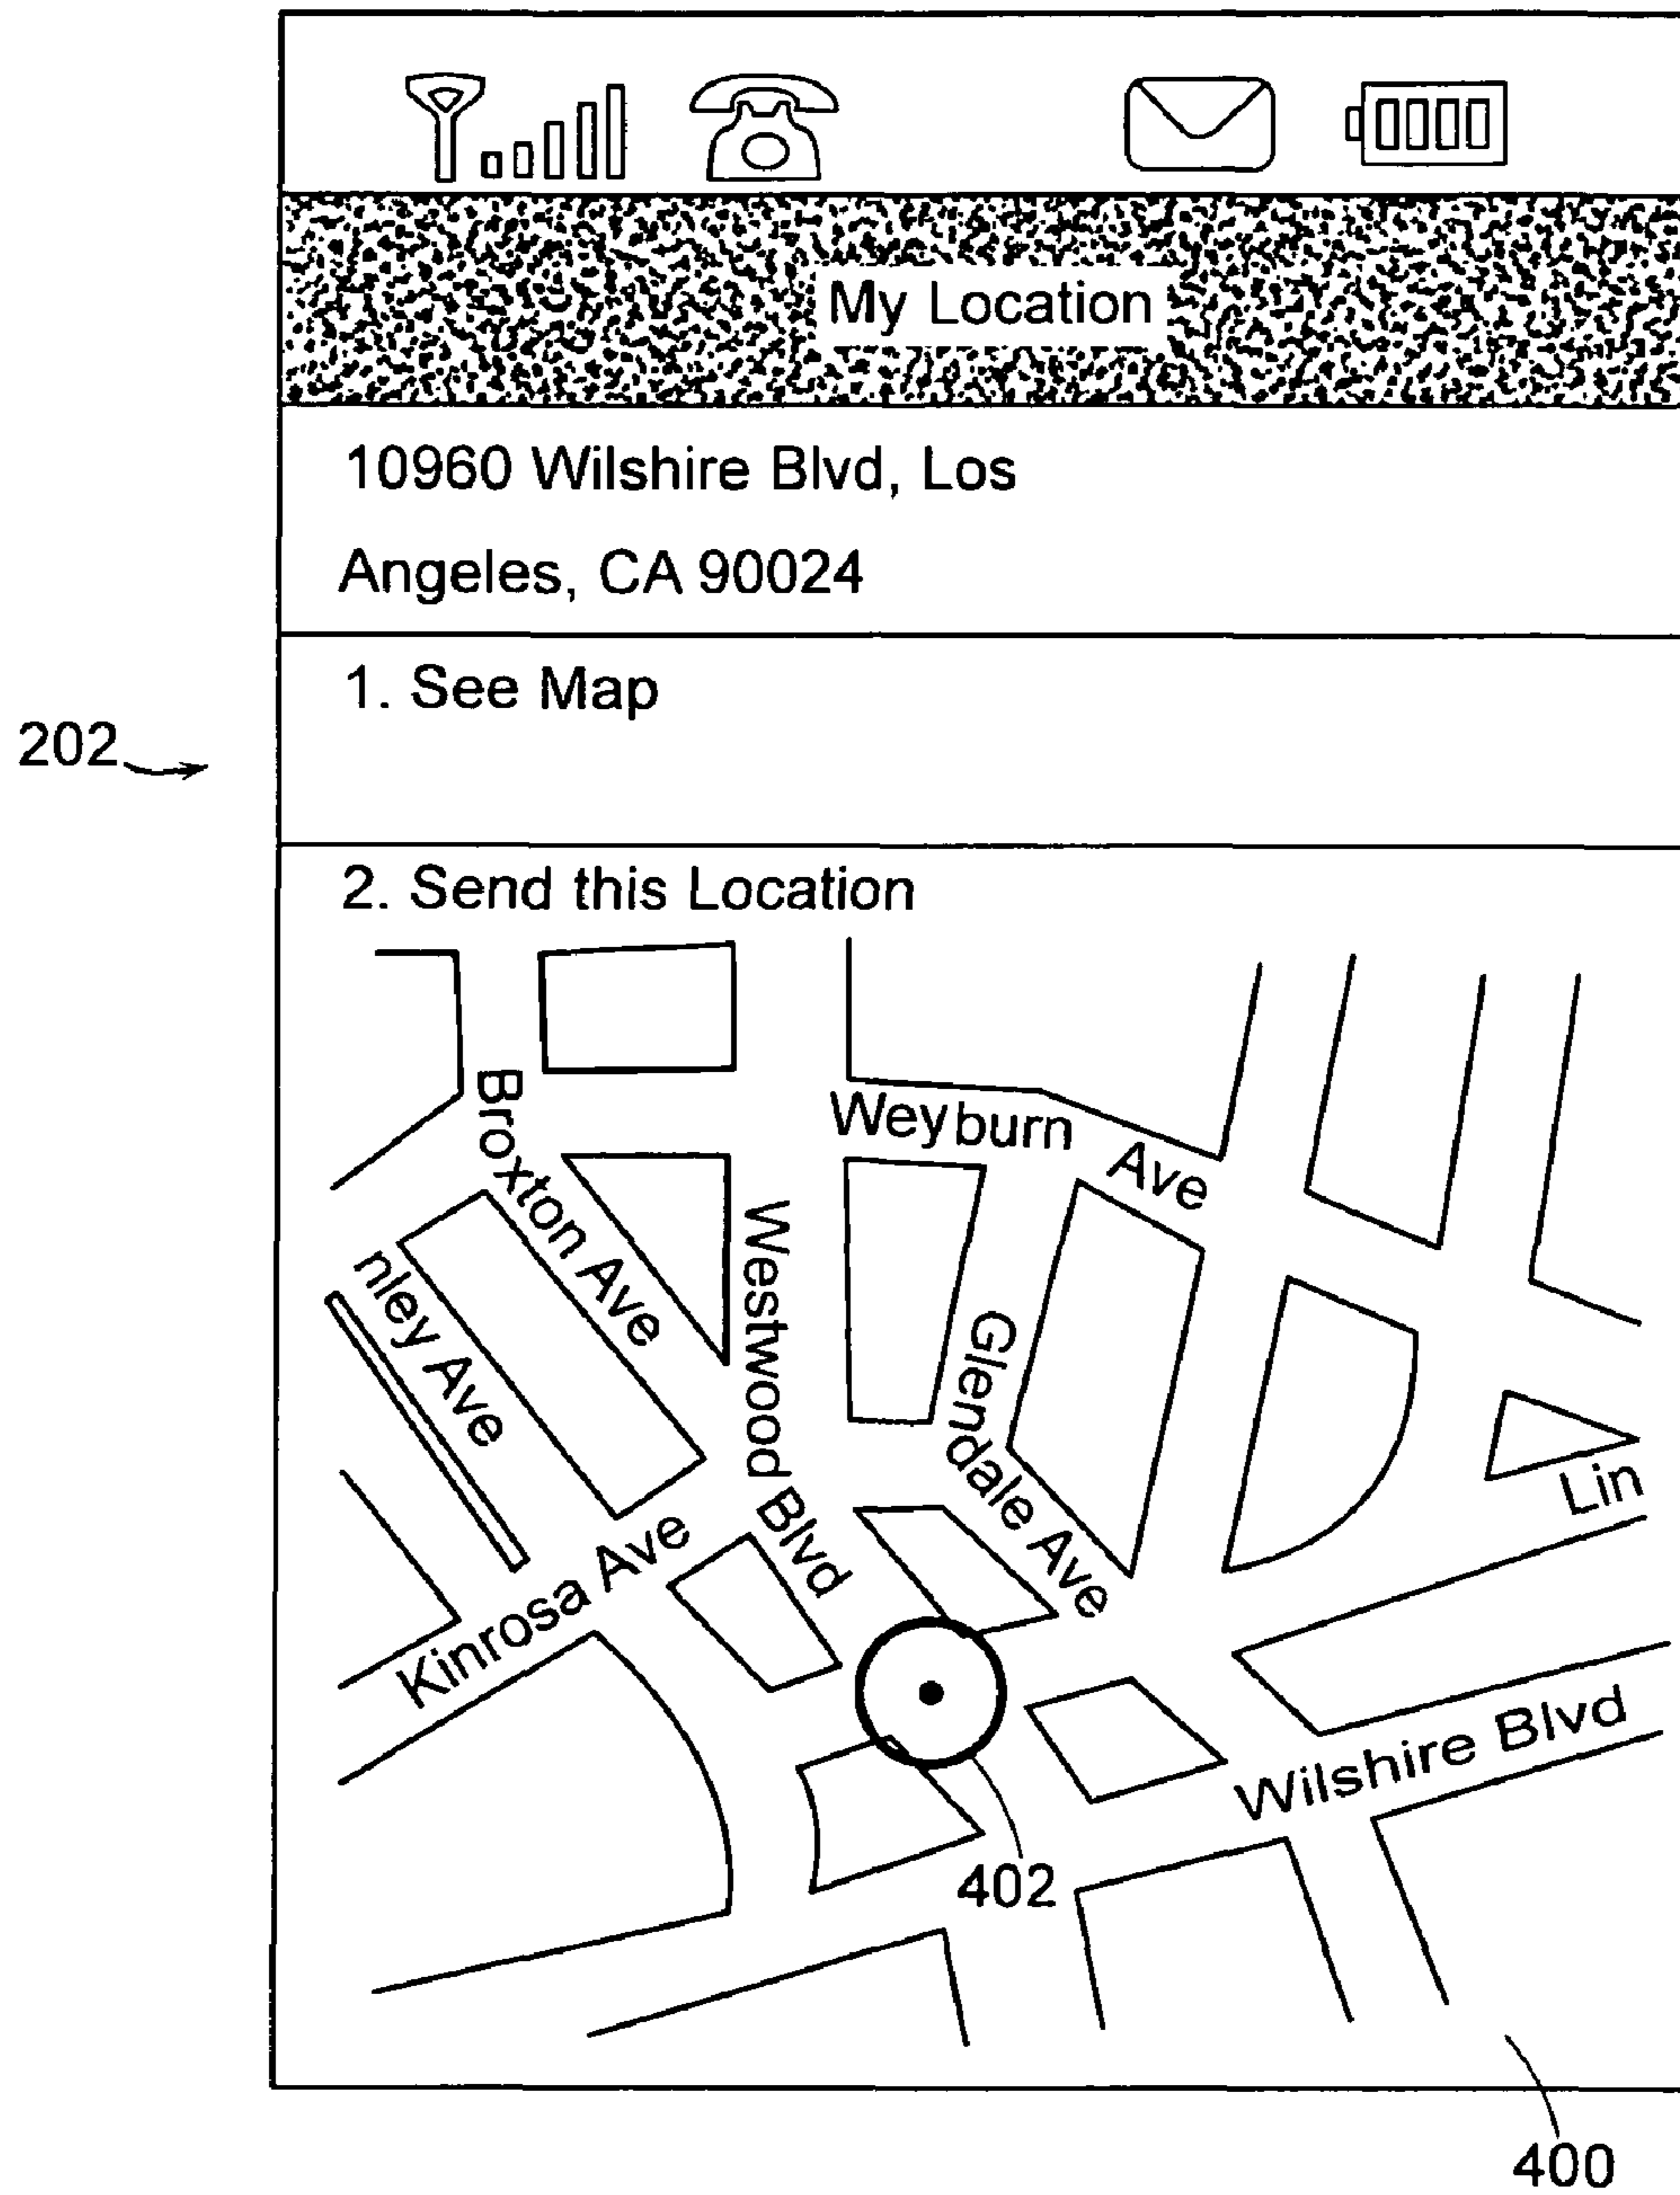 My Location
10960 Wilshire Blvd, Los
Angeles, CA 90024
1. See Map
202
2. Send this Location
Broxton Ave
Weyburn Ave
Westwood Blvd
nley Ave
Glendale Ave
Lin
Kinrosa Ave
Wilshire Blvd
402
400